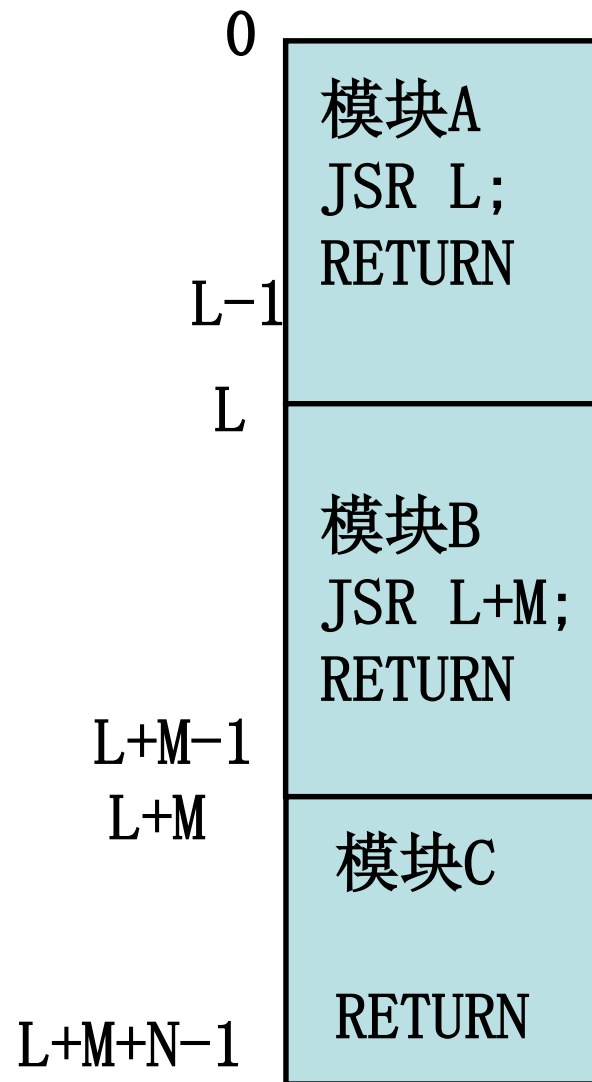 0
模块A
JSR L;
RETURN
L-1
L
模块B
JSR L+M;
RETURN
L+M-1
L+M
模块C
RETURN
L+M+N-1